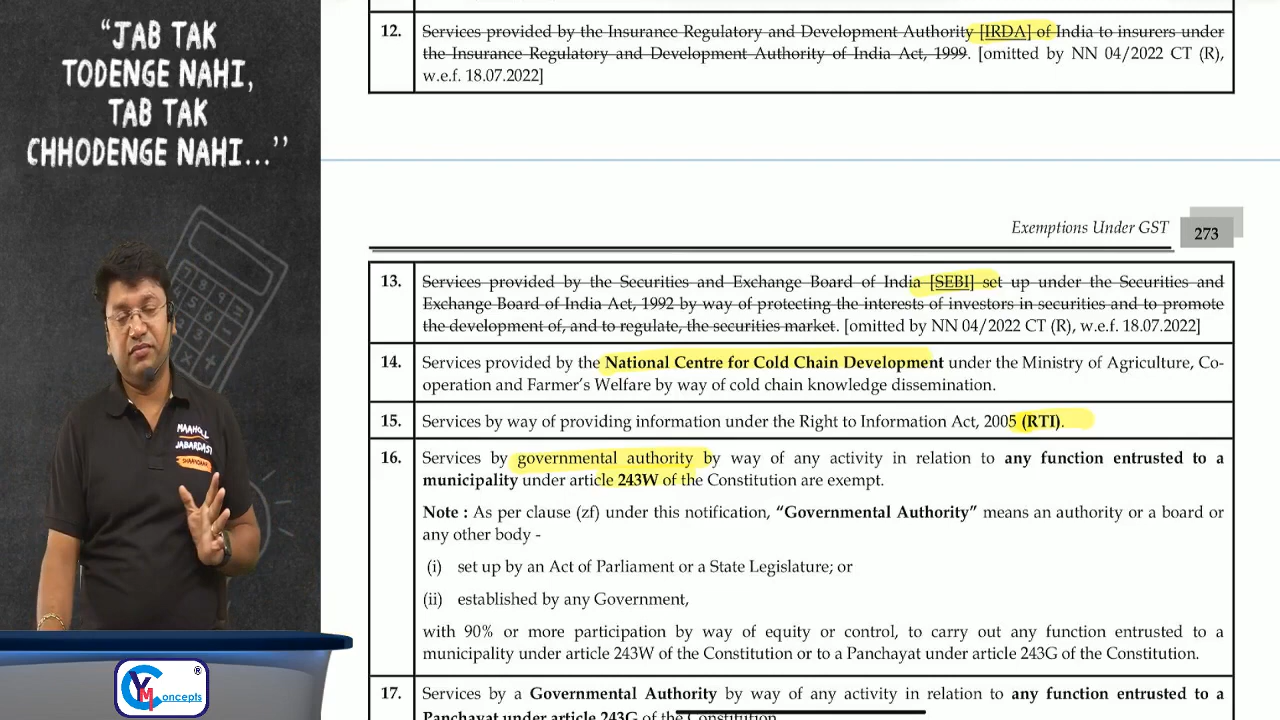 “JAB TAK
TODENGE NAHI,
TAB TAK
CHHODENGE NAHI...’’
12. Services provided by the Insurance Regulatory and Development Authority [IRDA] of India to insurers under
the Insurance Regulatory and Development Authority of India Act, 1999. [omitted by NN 04/2022 CT (R),
w.e.f. 18.07.2022]
Exemptions Under GST 273
13. Services provided by the Securities and Exchange Board of India [SEBI] set up under the Securities and
Exchange Board of India Act, 1992 by way of protecting the interests of investors in securities and to promote
the development of, and to regulate, the securities market. [omitted by NN 04/2022 CT (R), w.e.f. 18.07.2022]
14. Services provided by the National Centre for Cold Chain Development under the Ministry of Agriculture, Co-
operation and Farmer’s Welfare by way of cold chain knowledge dissemination.
15. Services by way of providing information under the Right to Information Act, 2005 (RTI).
16. Services by governmental authority by way of any activity in relation to any function entrusted to a
municipality under article 243W of the Constitution are exempt.
Note : As per clause (zf) under this notification, “Governmental Authority” means an authority or a board or
any other body -
(i) set up by an Act of Parliament or a State Legislature; or
(ii) established by any Government,
with 90% or more participation by way of equity or control, to carry out any function entrusted to a
municipality under article 243W of the Constitution or to a Panchayat under article 243G of the Constitution.
17. Services by a Governmental Authority by way of any activity in relation to any function entrusted to a
Panchayat under article 243G of the Constitution.
MAAHOL
JABARDAST
SHAANDAAR
YMConcepts ®